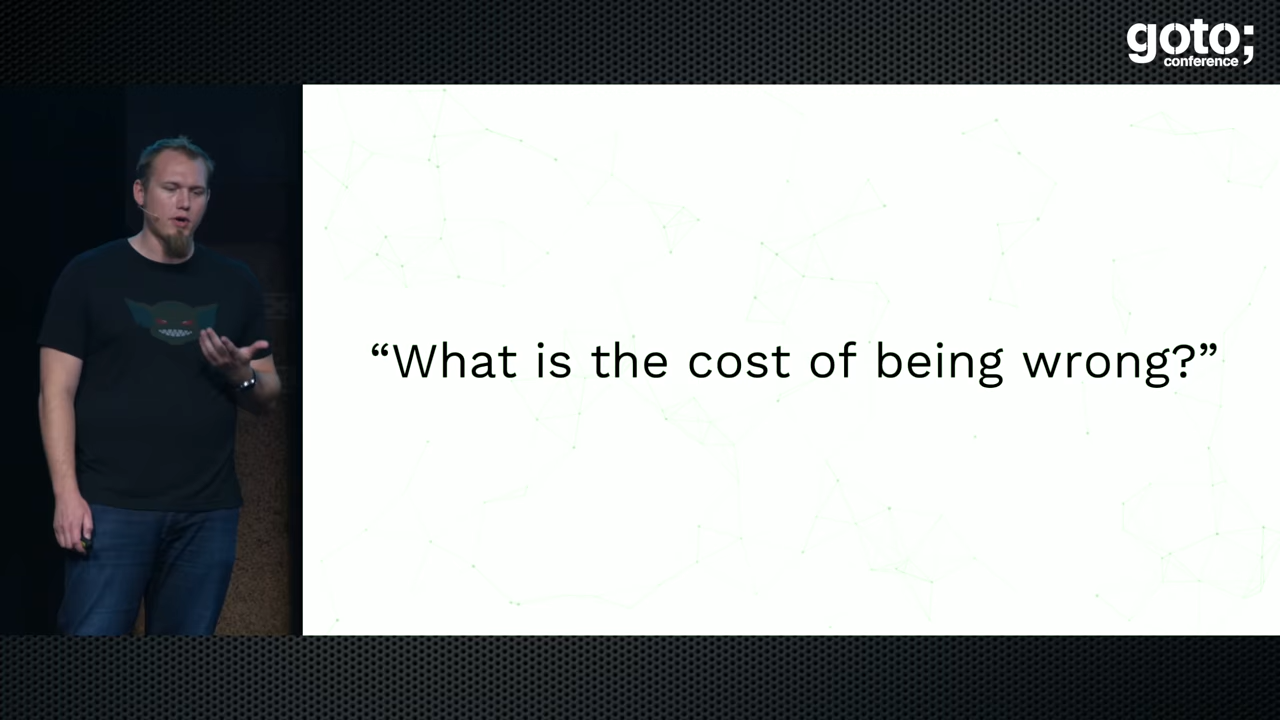 goto;
conference
“What is the cost of being wrong?”